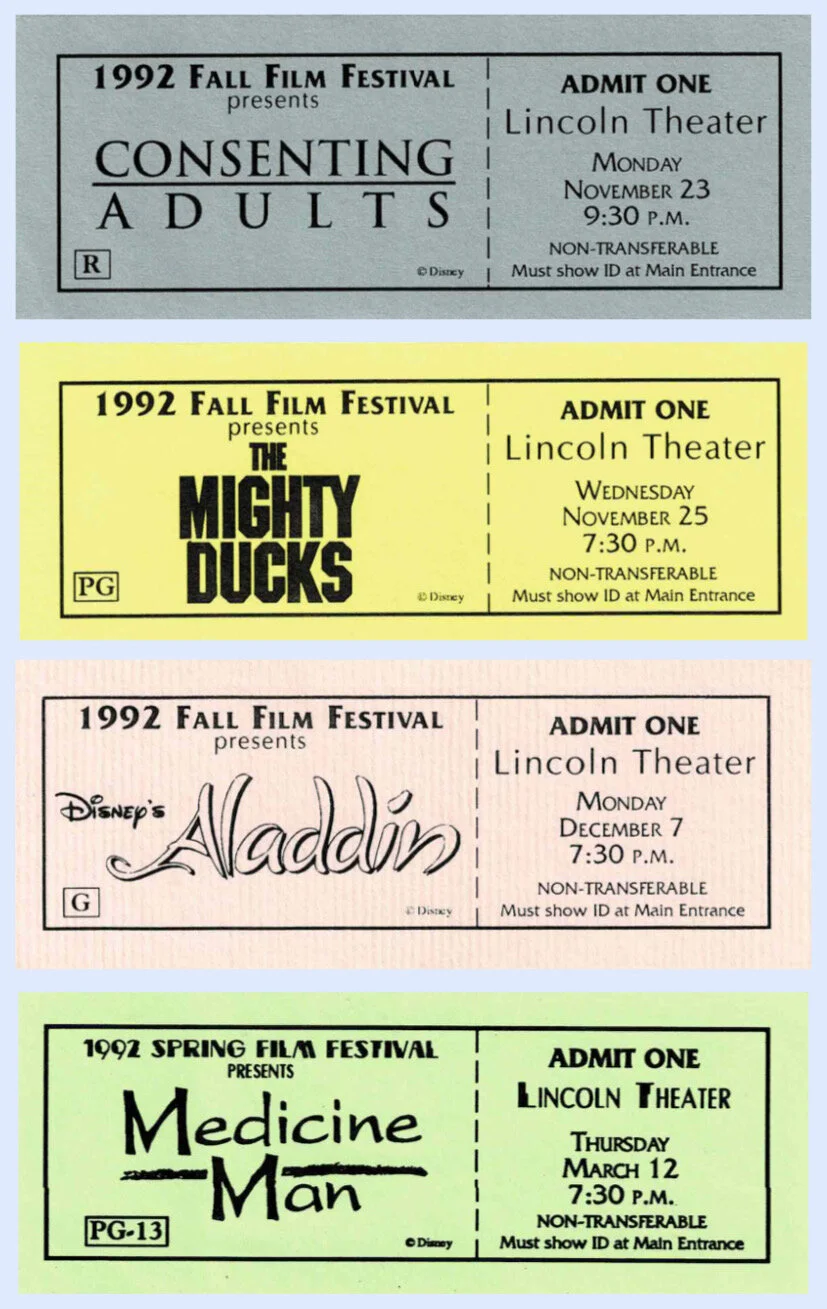 1992 FALL FILM FESTIVAL
presents
CONSENTING
ADULTS
R
© Disney
ADMIT ONE
Lincoln Theater
MONDAY
NOVEMBER 23
9:30 P.M.
NON-TRANSFERABLE
Must show ID at Main Entrance
1992 FALL FILM FESTIVAL
presents
THE
MIGHTY
DUCKS
PG
© Disney
ADMIT ONE
Lincoln Theater
WEDNESDAY
NOVEMBER 25
7:30 P.M.
NON-TRANSFERABLE
Must show ID at Main Entrance
1992 FALL FILM FESTIVAL
presents
DISNEY'S Aladdin
G
© Disney
ADMIT ONE
Lincoln Theater
MONDAY
DECEMBER 7
7:30 P.M.
NON-TRANSFERABLE
Must show ID at Main Entrance
1992 SPRING FILM FESTIVAL
PRESENTS
Medicine
Man
PG-13
© Disney
ADMIT ONE
LINCOLN THEATER
THURSDAY
MARCH 12
7:30 P.M.
NON-TRANSFERABLE
Must show ID at Main Entrance